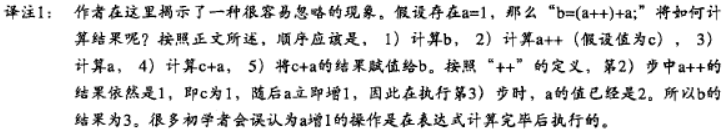 译注1： 作者在这里揭示了一种很容易忽略的现象。假设存在a=1，那么“b=(a++)+a;”将如何计
算结果呢？按照正文所述，顺序应该是，1）计算b，2）计算a++（假设值为c），3）
计算a，4）计算c+a，5）将c+a的结果赋值给b。按照“++”的定义，第2）步中a++的
结果依然是1，即c为1，随后a立即增1，因此在执行第3）步时，a的值已经是2。所以b的
结果为3。很多初学者会误认为a增1的操作是在表达式计算完毕后执行的。